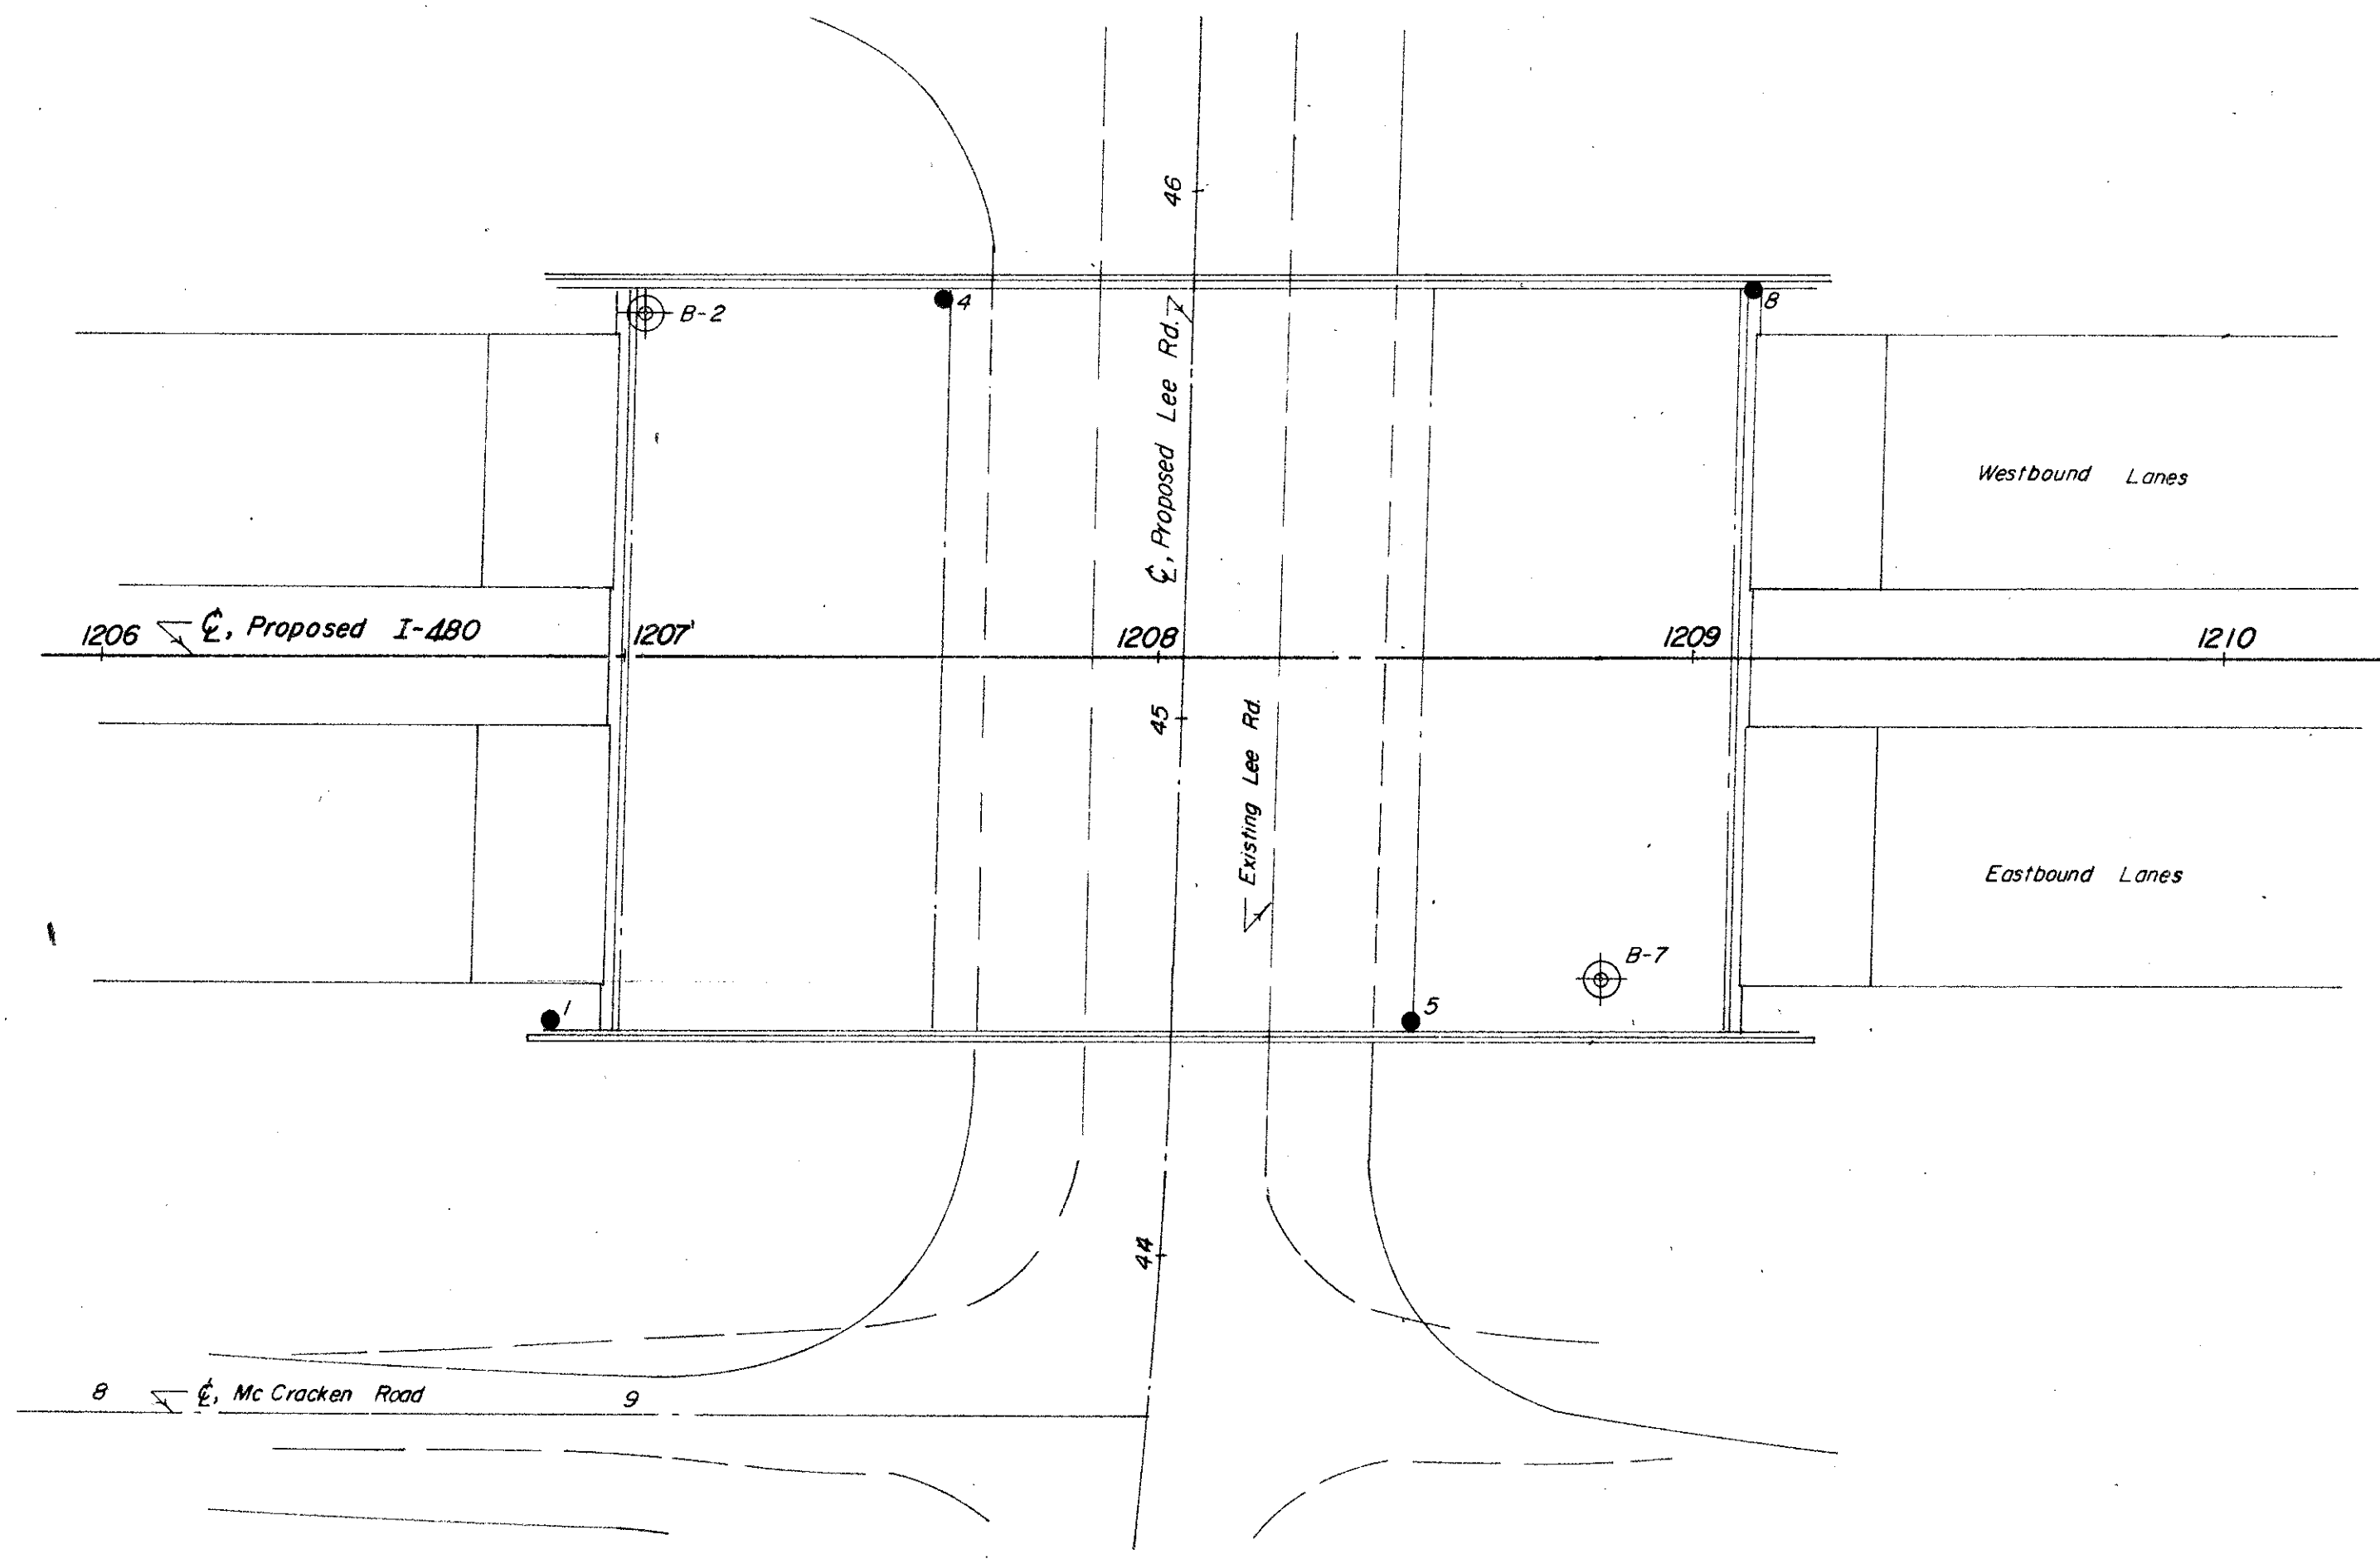 46
4
8
B-2
℄, Proposed Lee Rd.
Westbound Lanes
1206
℄, Proposed I-480
1207
1208
1209
1210
45
Existing Lee Rd.
Eastbound Lanes
B-7
1
5
44
8
℄, Mc Cracken Road
9